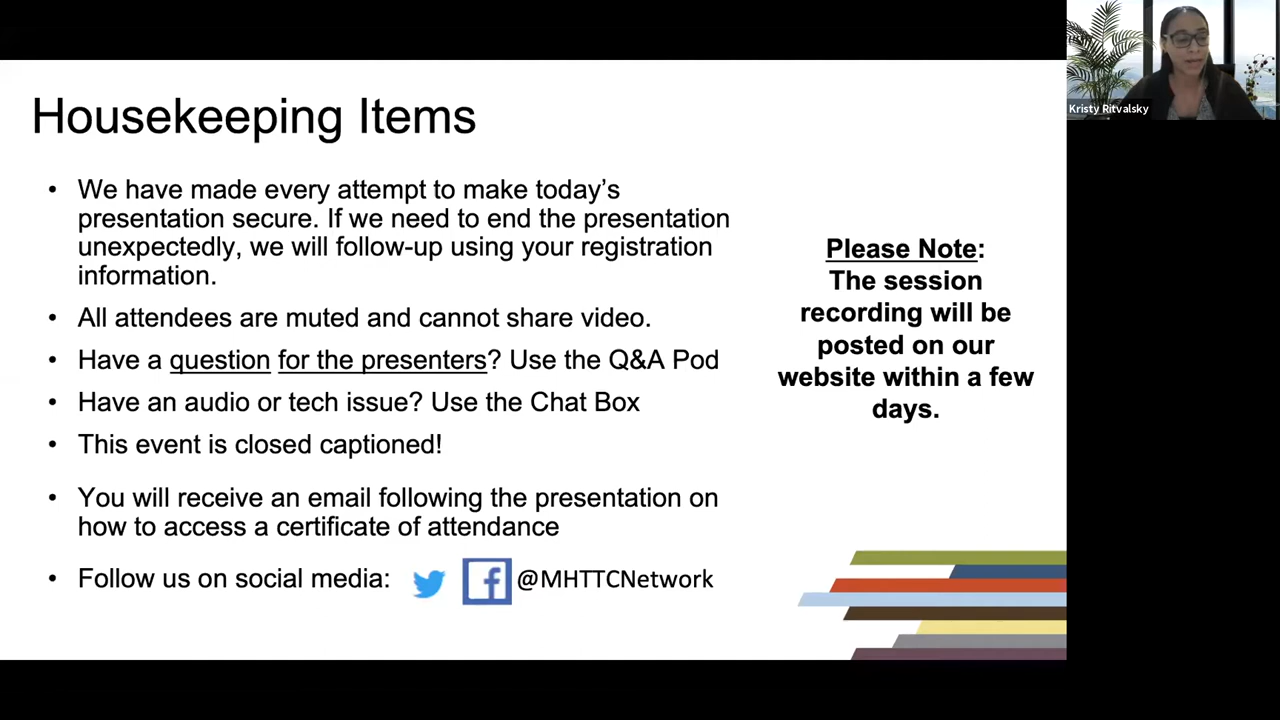 Housekeeping Items
• We have made every attempt to make today's
presentation secure. If we need to end the presentation
unexpectedly, we will follow-up using your registration
information.
• All attendees are muted and cannot share video.
• Have a question for the presenters? Use the Q&A Pod
• Have an audio or tech issue? Use the Chat Box
• This event is closed captioned!
• You will receive an email following the presentation on
how to access a certificate of attendance
• Follow us on social media: @MHTTCNetwork
Please Note:
The session
recording will be
posted on our
website within a few
days.
Kristy Ritvalsky